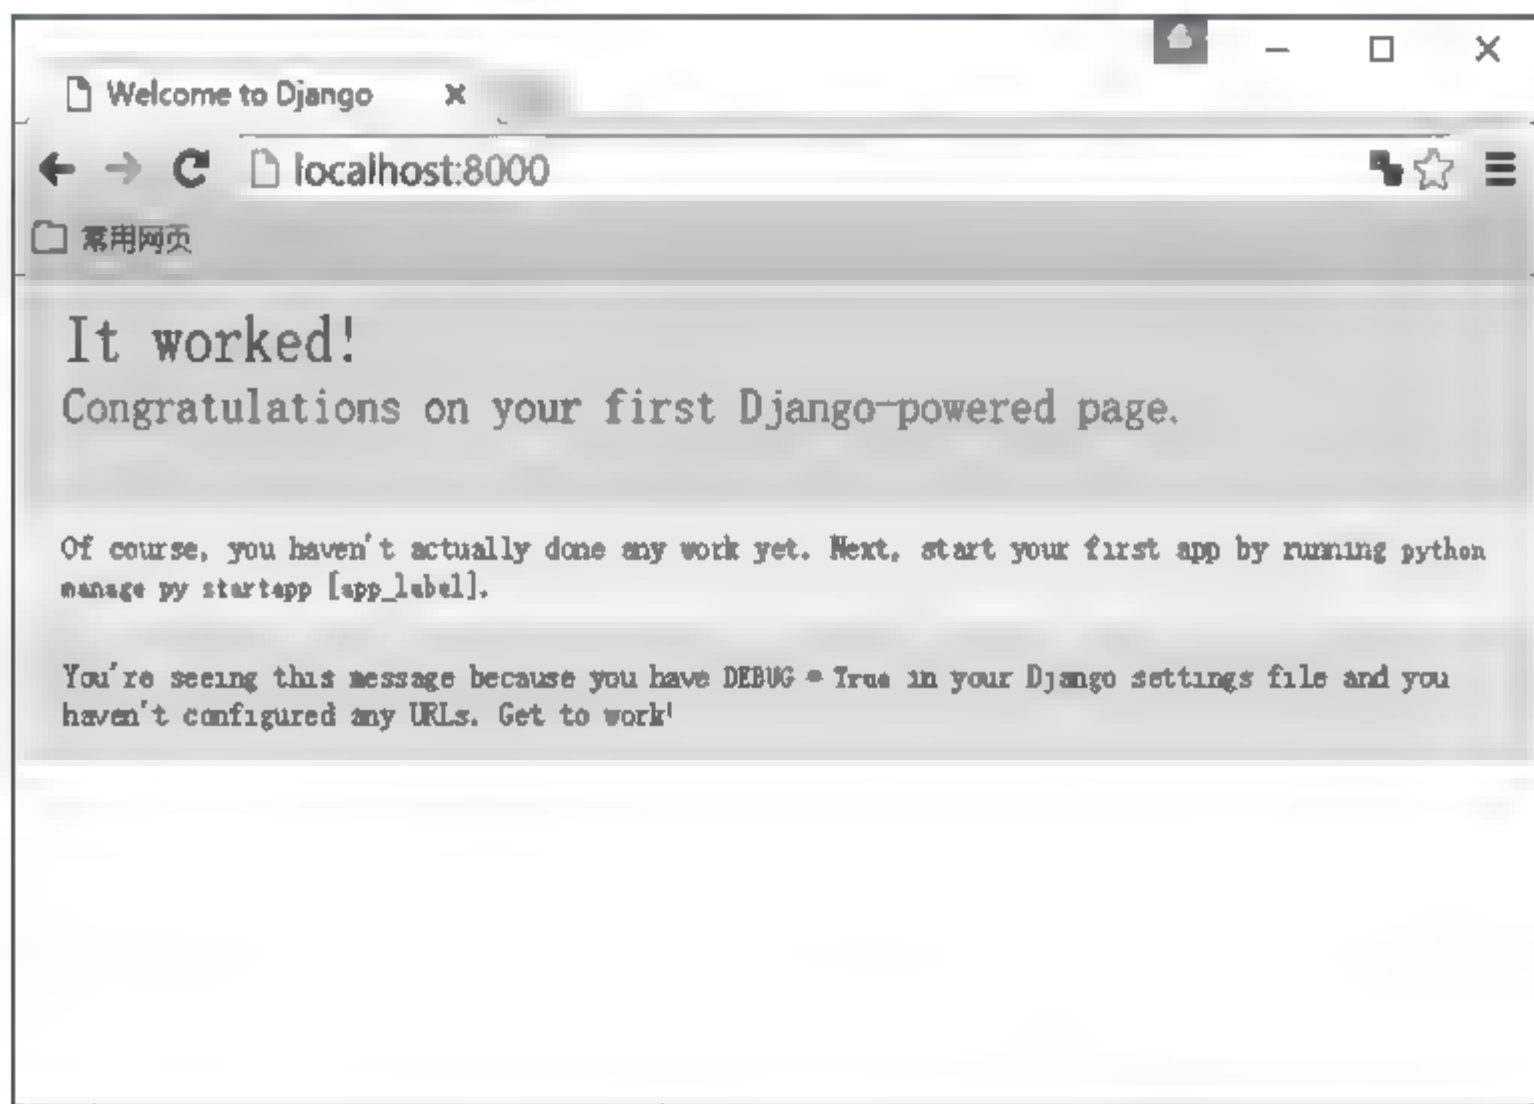 Welcome to Django
localhost:8000
常用网页
It worked!
Congratulations on your first Django-powered page.
Of course, you haven't actually done any work yet. Next, start your first app by running python
manage py startapp [app_label].
You're seeing this message because you have DEBUG = True in your Django settings file and you
haven't configured any URLs. Get to work!